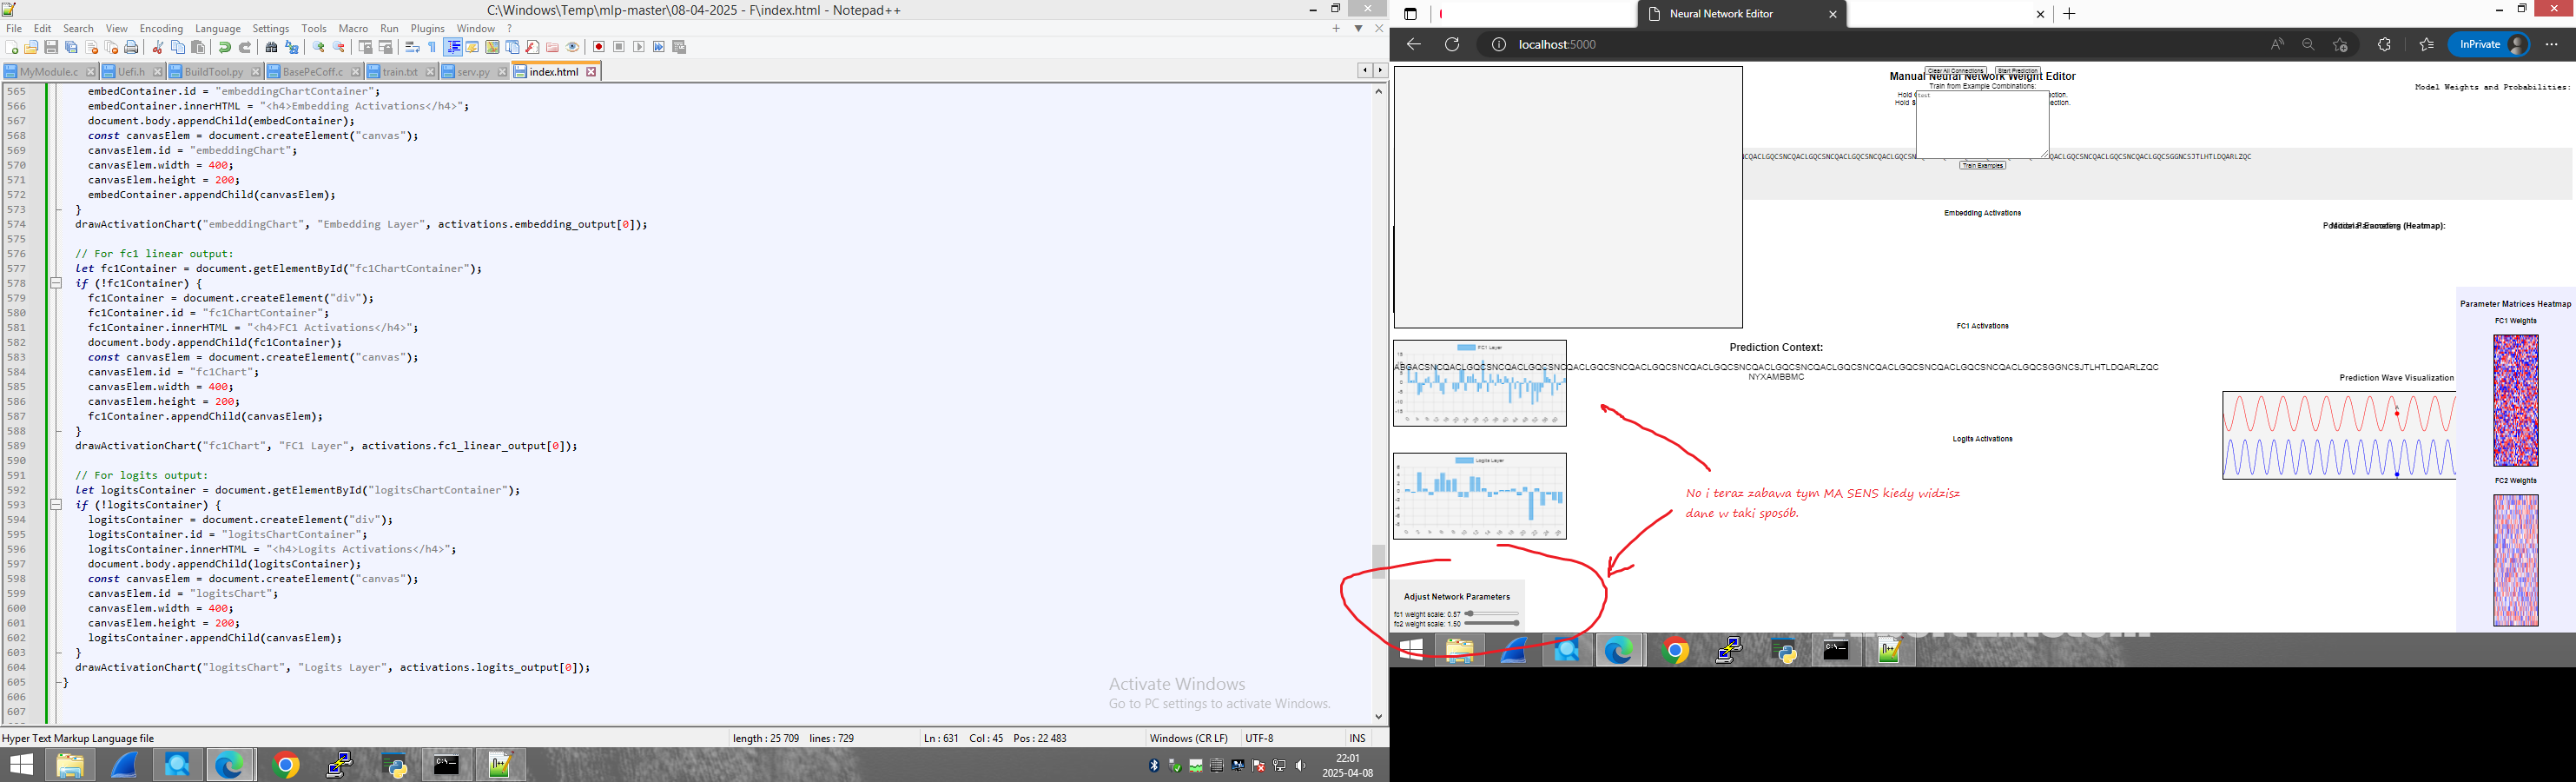 C:\Windows\Temp\mlp-master\08-04-2025 - F\index.html - Notepad++
File Edit Search View Encoding Language Settings Tools Macro Run Plugins Window ?
MyModule.c Uefi.h BuildTool.py BasePeCoff.c train.txt serv.py index.html
565 embedContainer.id = "embeddingChartContainer";
566 embedContainer.innerHTML = "<h4>Embedding Activations</h4>";
567 document.body.appendChild(embedContainer);
568 const canvasElem = document.createElement("canvas");
569 canvasElem.id = "embeddingChart";
570 canvasElem.width = 400;
571 canvasElem.height = 200;
572 embedContainer.appendChild(canvasElem);
573 }
574 drawActivationChart("embeddingChart", "Embedding Layer", activations.embedding_output[0]);
575
576 // For fc1 linear output:
577 let fc1Container = document.getElementById("fc1ChartContainer");
578 if (!fc1Container) {
579 fc1Container = document.createElement("div");
580 fc1Container.id = "fc1ChartContainer";
581 fc1Container.innerHTML = "<h4>FC1 Activations</h4>";
582 document.body.appendChild(fc1Container);
583 const canvasElem = document.createElement("canvas");
584 canvasElem.id = "fc1Chart";
585 canvasElem.width = 400;
586 canvasElem.height = 200;
587 fc1Container.appendChild(canvasElem);
588 }
589 drawActivationChart("fc1Chart", "FC1 Layer", activations.fc1_linear_output[0]);
590
591 // For logits output:
592 let logitsContainer = document.getElementById("logitsChartContainer");
593 if (!logitsContainer) {
594 logitsContainer = document.createElement("div");
595 logitsContainer.id = "logitsChartContainer";
596 logitsContainer.innerHTML = "<h4>Logits Activations</h4>";
597 document.body.appendChild(logitsContainer);
598 const canvasElem = document.createElement("canvas");
599 canvasElem.id = "logitsChart";
600 canvasElem.width = 400;
601 canvasElem.height = 200;
602 logitsContainer.appendChild(canvasElem);
603 }
604 drawActivationChart("logitsChart", "Logits Layer", activations.logits_output[0]);
605 }
606
607
Activate Windows
Go to PC settings to activate Windows.
Hyper Text Markup Language file length : 25 709 lines : 729 Ln : 631 Col : 45 Pos : 22 483 Windows (CR LF) UTF-8 INS
22:01
2025-04-08
Neural Network Editor
localhost:5000
InPrivate
Clear All Connections Start Prediction
Manual Neural Network Weight Editor
Train from Example Combinations:
Hold
Hold
test
Train Examples
Model Weights and Probabilities:
Embedding Activations
(Heatmap):
FC1 Activations
Parameter Matrices Heatmap
FC1 Weights
FC1 Layer
Prediction Context:
NYXAMBBMC
Prediction Wave Visualization
Logits Activations
Logits Layer
FC2 Weights
No i teraz zabawa tym MA SENS kiedy widzisz
dane w taki sposób.
Adjust Network Parameters
fc1 weight scale: 0.57
fc2 weight scale: 1.50